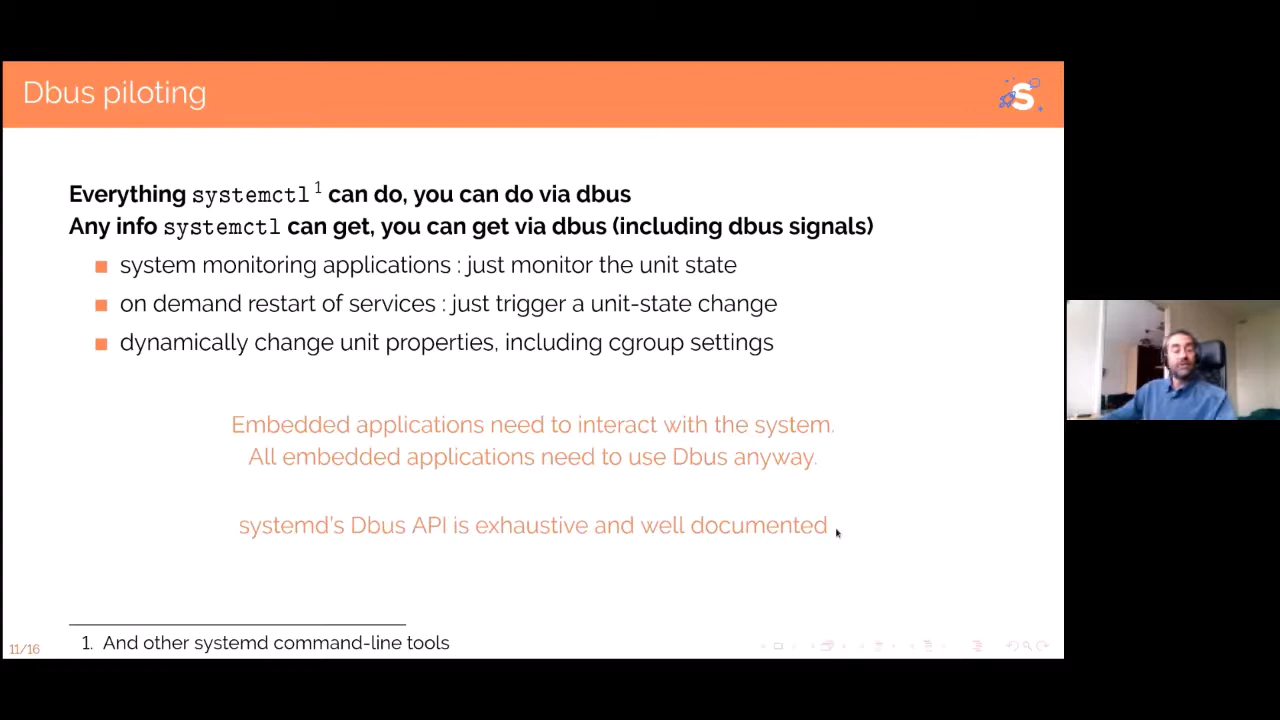 Dbus piloting
S
Everything systemctl1 can do, you can do via dbus
Any info systemctl can get, you can get via dbus (including dbus signals)
system monitoring applications : just monitor the unit state
on demand restart of services : just trigger a unit-state change
dynamically change unit properties, including cgroup settings
Embedded applications need to interact with the system.
All embedded applications need to use Dbus anyway.
systemd's Dbus API is exhaustive and well documented
1. And other systemd command-line tools
11/16